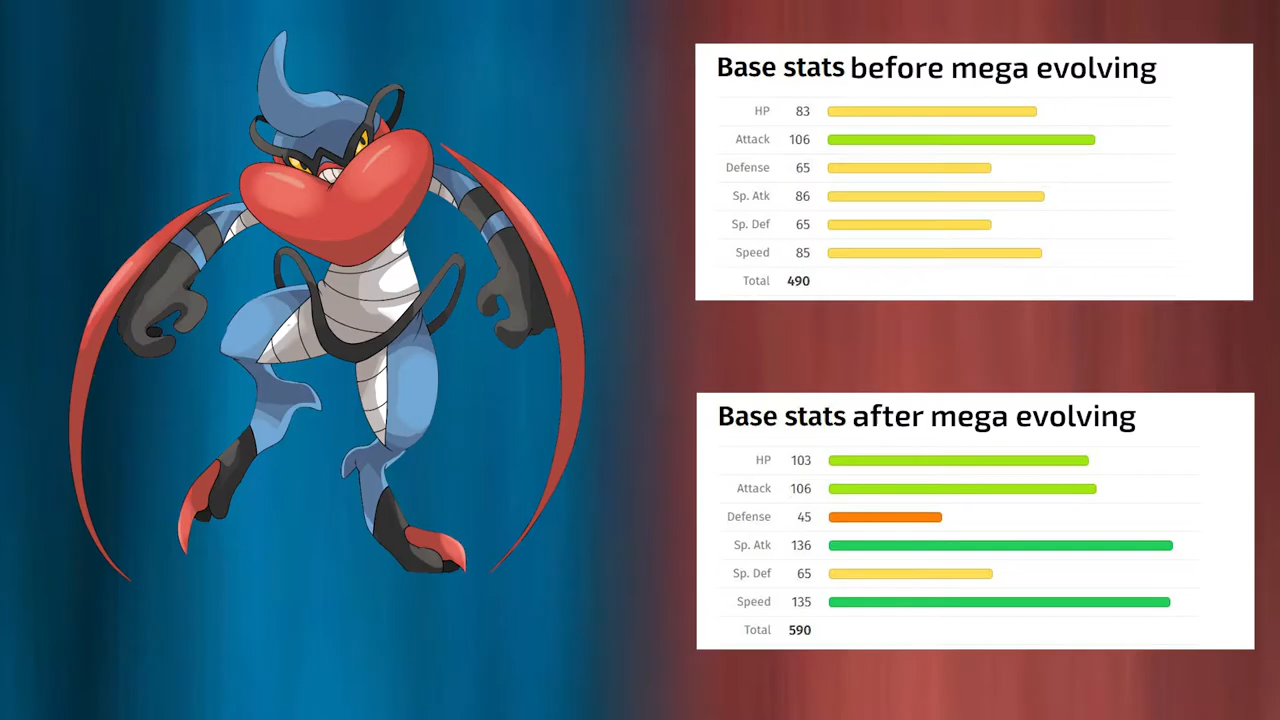 Base stats before mega evolving
HP 83
Attack 106
Defense 65
Sp. Atk 86
Sp. Def 65
Speed 85
Total 490
Base stats after mega evolving
HP 103
Attack 106
Defense 45
Sp. Atk 136
Sp. Def 65
Speed 135
Total 590